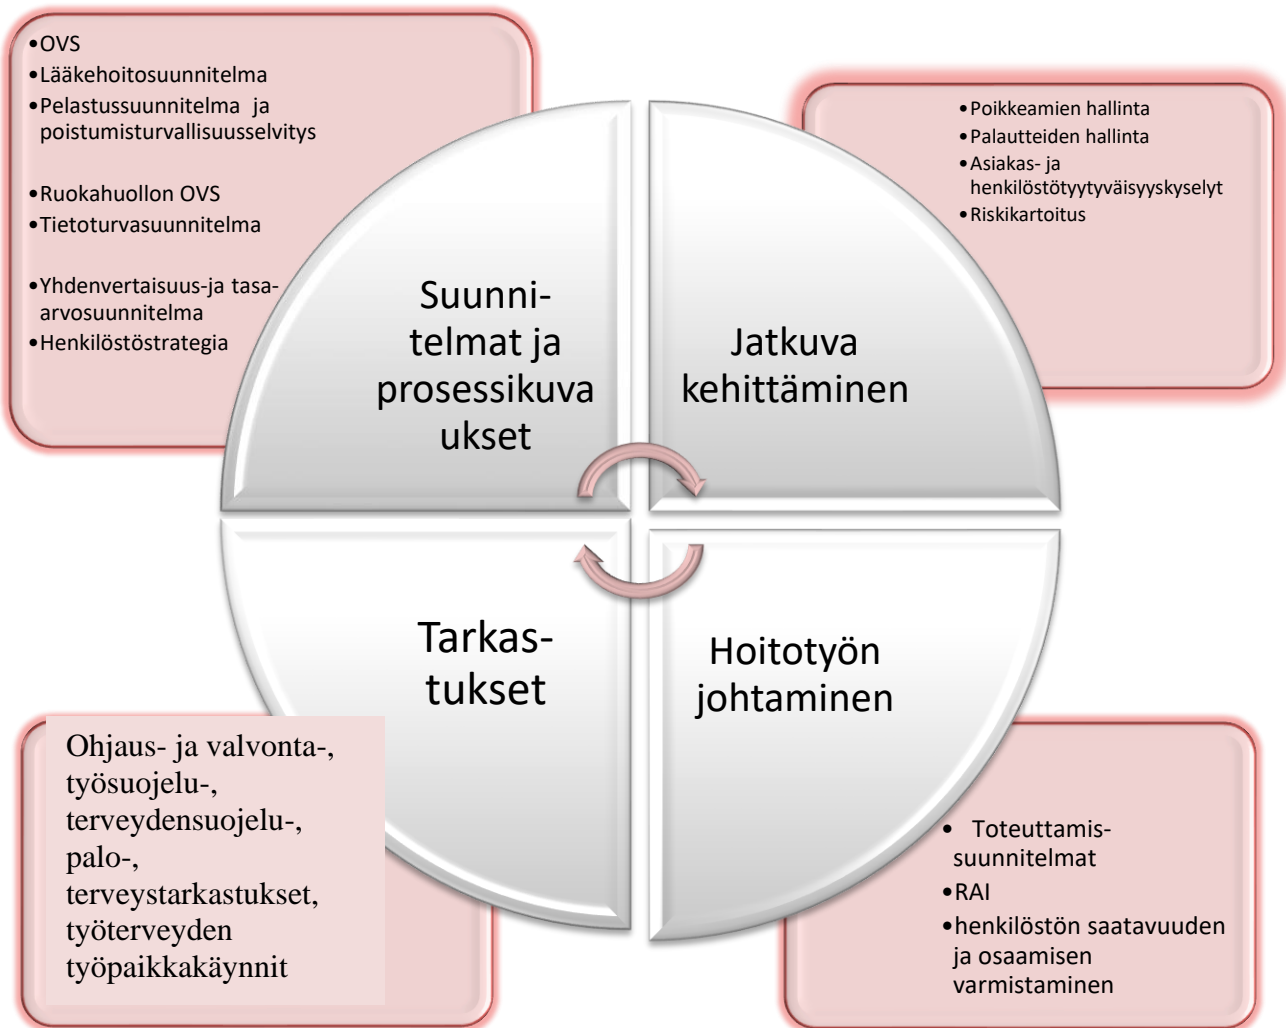 •OVS
•Lääkehoitosuunnitelma
•Pelastussuunnitelma ja
poistumisturvallisuusselvitys
•Ruokahuollon OVS
•Tietoturvasuunnitelma
•Yhdenvertaisuus-ja tasa-
arvosuunnitelma
•Henkilöstöstrategia
Suunni-
telmat ja
prosessikuva
ukset
•Poikkeamien hallinta
•Palautteiden hallinta
•Asiakas- ja
henkilöstötyytyväisyyskyselyt
•Riskikartoitus
Jatkuva
kehittäminen
Tarkas-
tukset
Ohjaus- ja valvonta-,
työsuojelu-,
terveydensuojelu-,
palo-,
terveystarkastukset,
työterveyden
työpaikkakäynnit
Hoitotyön
johtaminen
• Toteuttamis-
suunnitelmat
•RAI
•henkilöstön saatavuuden
ja osaamisen
varmistaminen